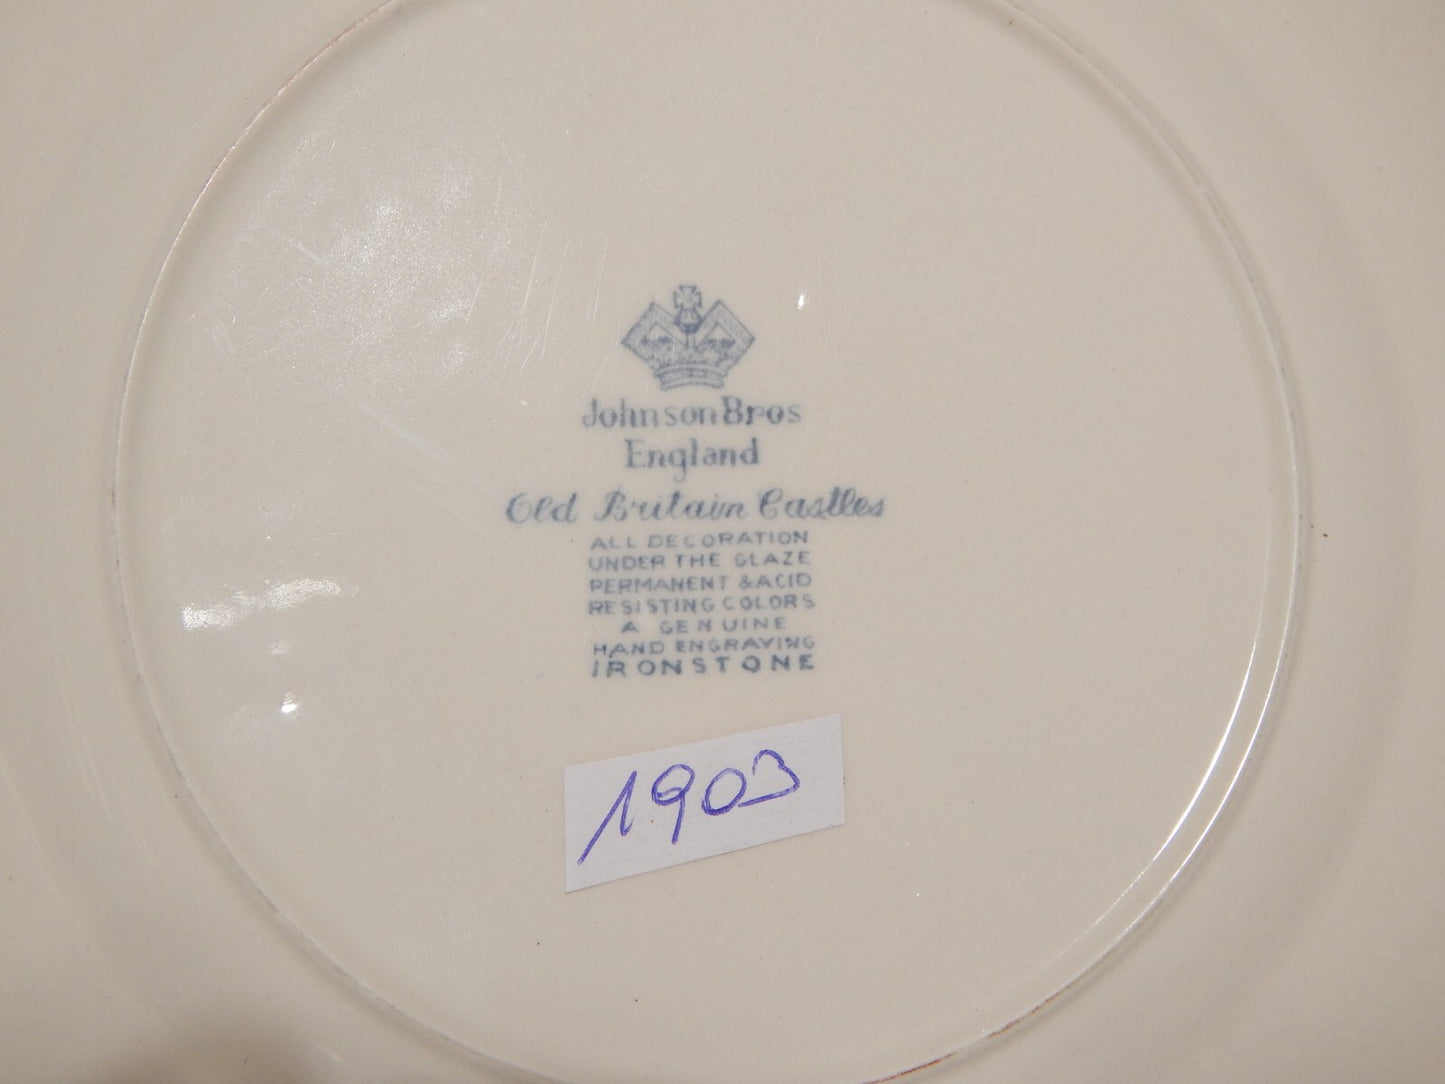 Johnson Bros
England
Old Britain Castles
ALL DECORATION
UNDER THE GLAZE
PERMANENT & ACID
RESISTING COLORS
A GENUINE
HAND ENGRAVING
IRONSTONE
1903